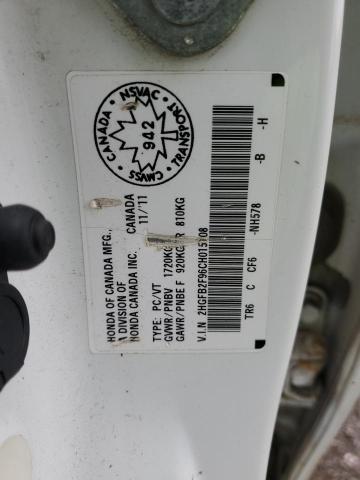 HONDA OF CANADA MFG., CANADA
A DIVISION OF 11/'11
HONDA CANADA INC.
TYPE: PC/VT
GVWR/PNBV 1720KG
GAWR/PNBE F 920KG R 810KG
V.I.N 2HGFB2F96CH015708
TR6 C CF6 -NH578 -B -H
CANADA · NSVAC · TRANSPORT · CMVSS ·
942